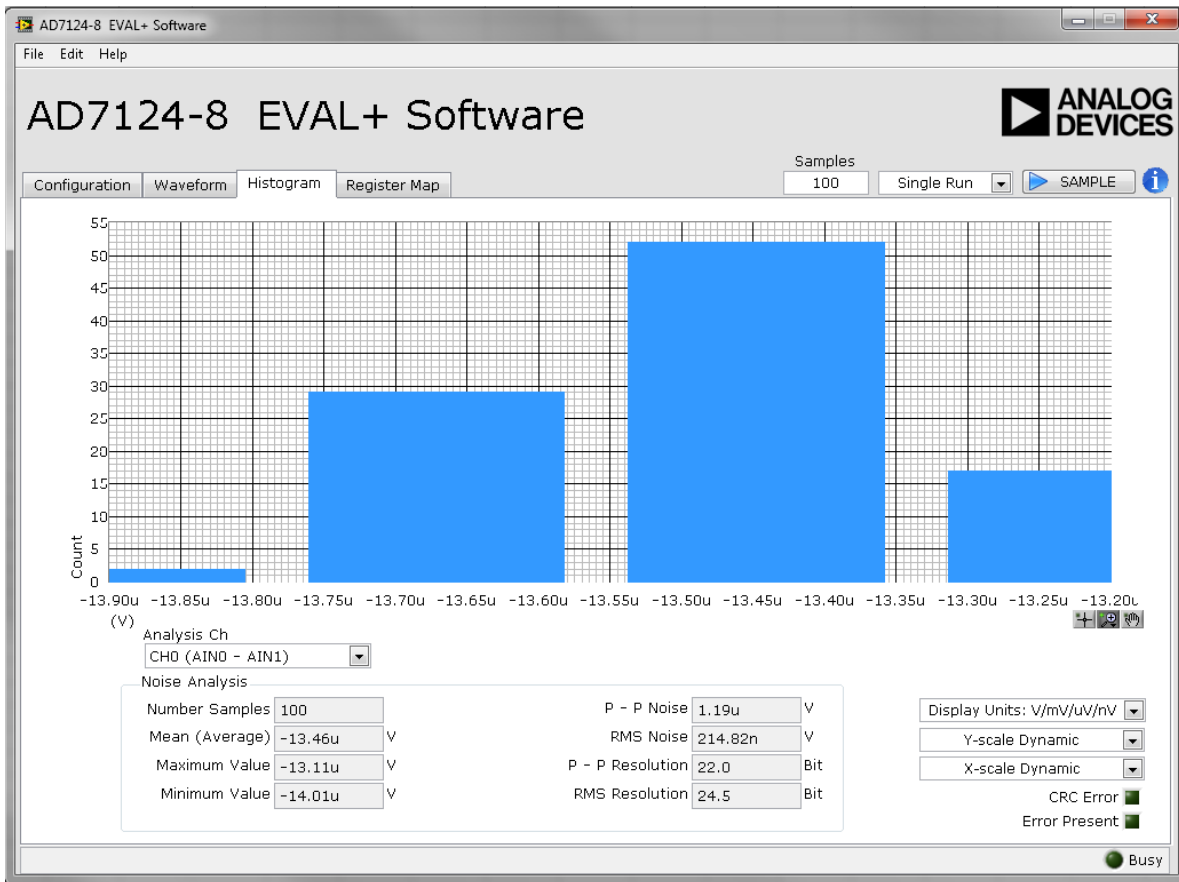 AD7124-8 EVAL+ Software
File Edit Help
AD7124-8 EVAL+ Software
ANALOG
DEVICES
Samples
Configuration Waveform Histogram Register Map 100 Single Run SAMPLE i
55
50
45
40
35
30
25
20
15
10
5
0
Count
-13.90u -13.85u -13.80u -13.75u -13.70u -13.65u -13.60u -13.55u -13.50u -13.45u -13.40u -13.35u -13.30u -13.25u -13.20u
(V)
Analysis Ch
CH0 (AIN0 - AIN1)
Noise Analysis
Number Samples 100
Mean (Average) -13.46u V
Maximum Value -13.11u V
Minimum Value -14.01u V
P - P Noise 1.19u V
RMS Noise 214.82n V
P - P Resolution 22.0 Bit
RMS Resolution 24.5 Bit
Display Units: V/mV/uV/nV
Y-scale Dynamic
X-scale Dynamic
CRC Error
Error Present
Busy